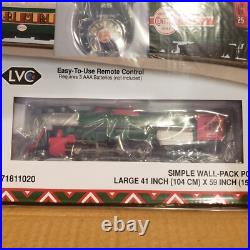 LVC
Easy-To-Use Remote Control
Requires 3 AAA Batteries (not included)
71811020
SIMPLE WALL-PACK PO
LARGE 41 INCH (104 CM) X 59 INCH (15